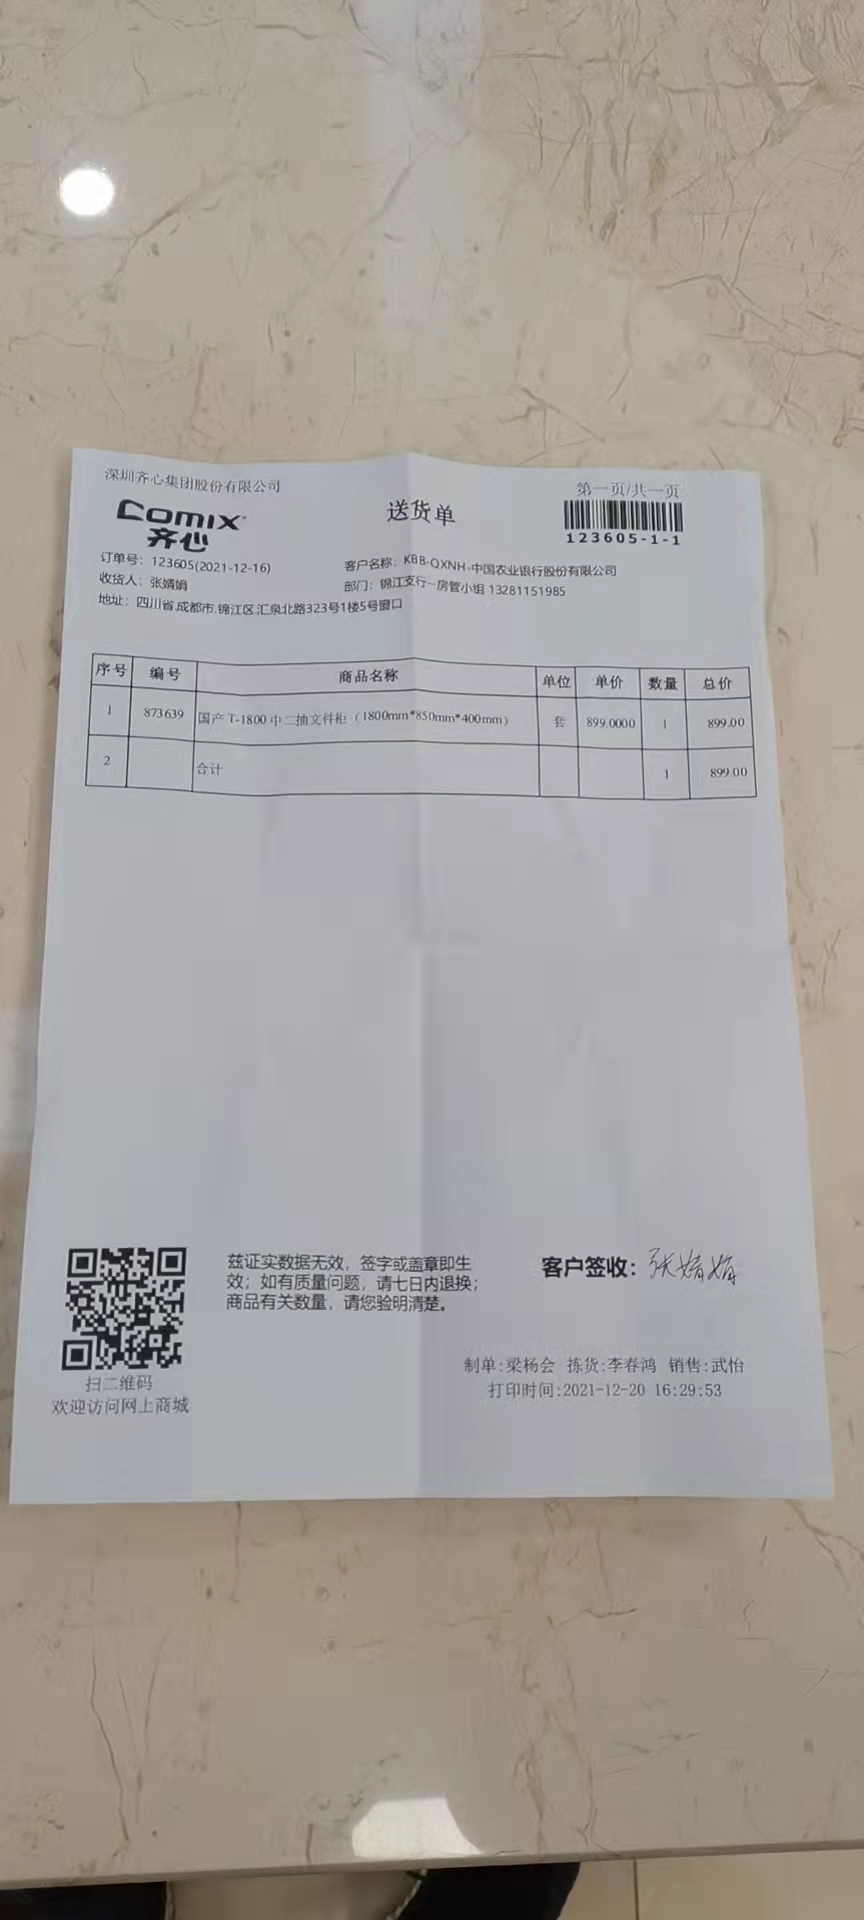 深圳齐心集团股份有限公司
第一页/共一页
COMIX
齐心
送货单
123605-1-1
订单号：123605(2021-12-16)
客户名称：KBB-QXNH-中国农业银行股份有限公司
收货人：张婧娟
部门：锦江支行--房管小组 13281151985
地址：四川省,成都市,锦江区,汇泉北路323号1楼5号窗口
序号 编号 商品名称 单位 单价 数量 总价
1 873639 国产 T-1800 中二抽文件柜（1800mm*850mm*400mm） 套 899.0000 1 899.00
2 合计 1 899.00
兹证实数据无效，签字或盖章即生
效；如有质量问题，请七日内退换；
商品有关数量，请您验明清楚。
客户签收：张婧娟
扫二维码
欢迎访问网上商城
制单:梁杨会 拣货:李春鸿 销售:武怡
打印时间:2021-12-20 16:29:53